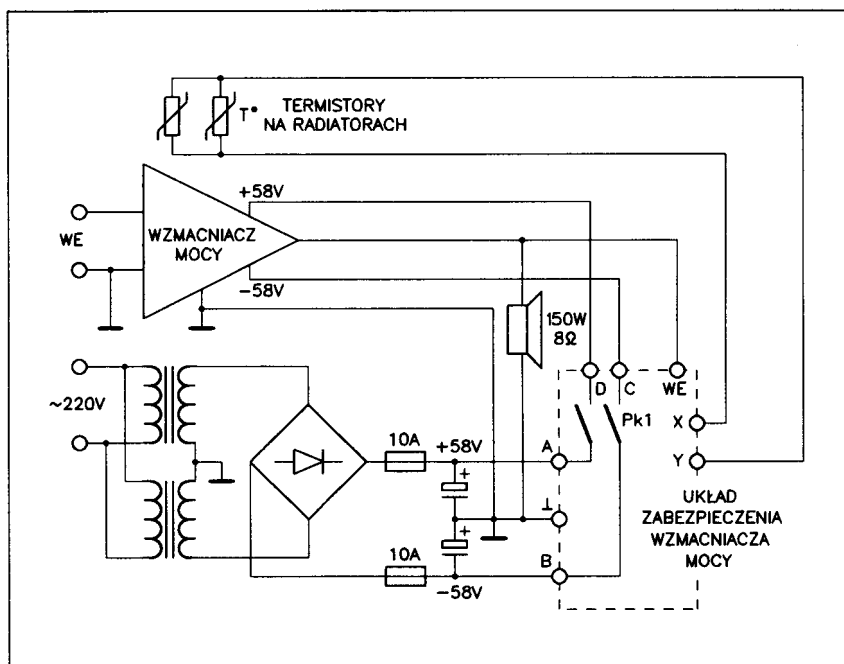 TERMISTORY
NA RADIATORACH
T°
+58V
WZMACNIACZ
MOCY
WE
-58V
150W
8Ω
D
C
WE
Pk1
X
Y
~220V
10A
+58V
A
+
⊥
+
10A
-58V
B
UKŁAD
ZABEZPIECZENIA
WZMACNIACZA
MOCY